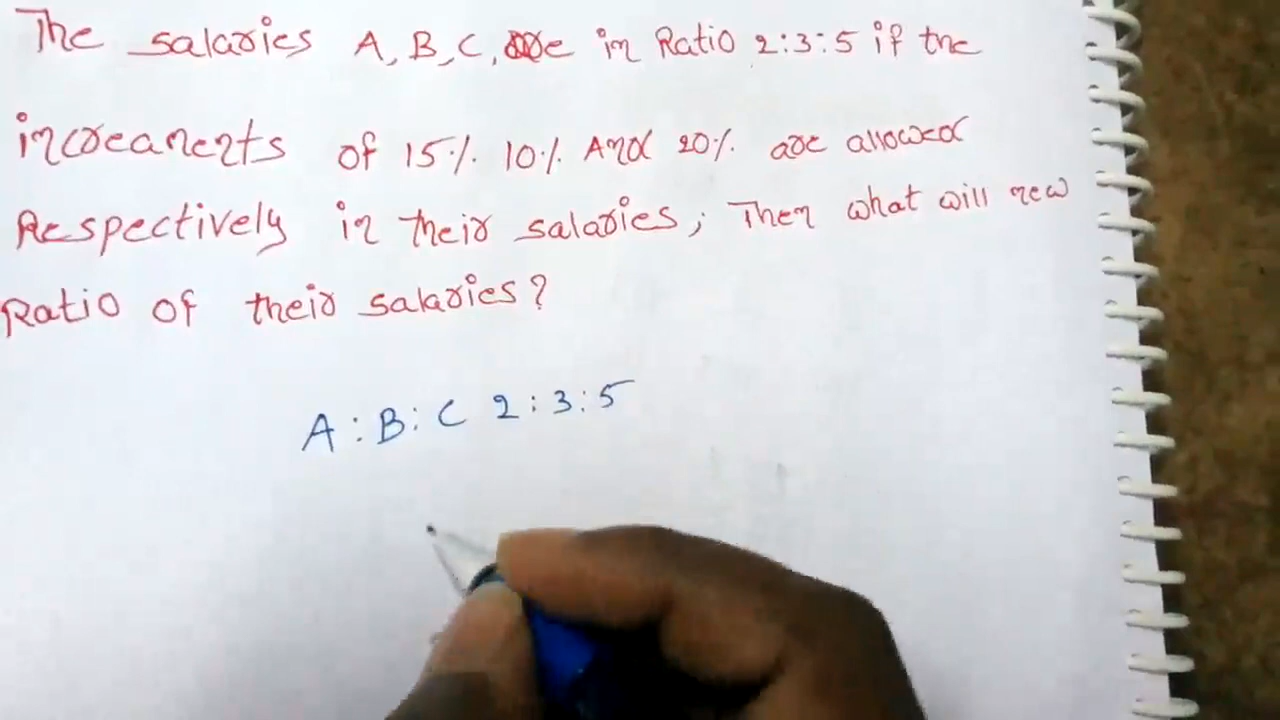 The salaries A, B, C, are in Ratio 2:3:5 if the
increanents of 15% 10% And 20% are allowed
Respectively in their salaries; Then what will new
Ratio of their salaries?
A : B : C 2 : 3 : 5